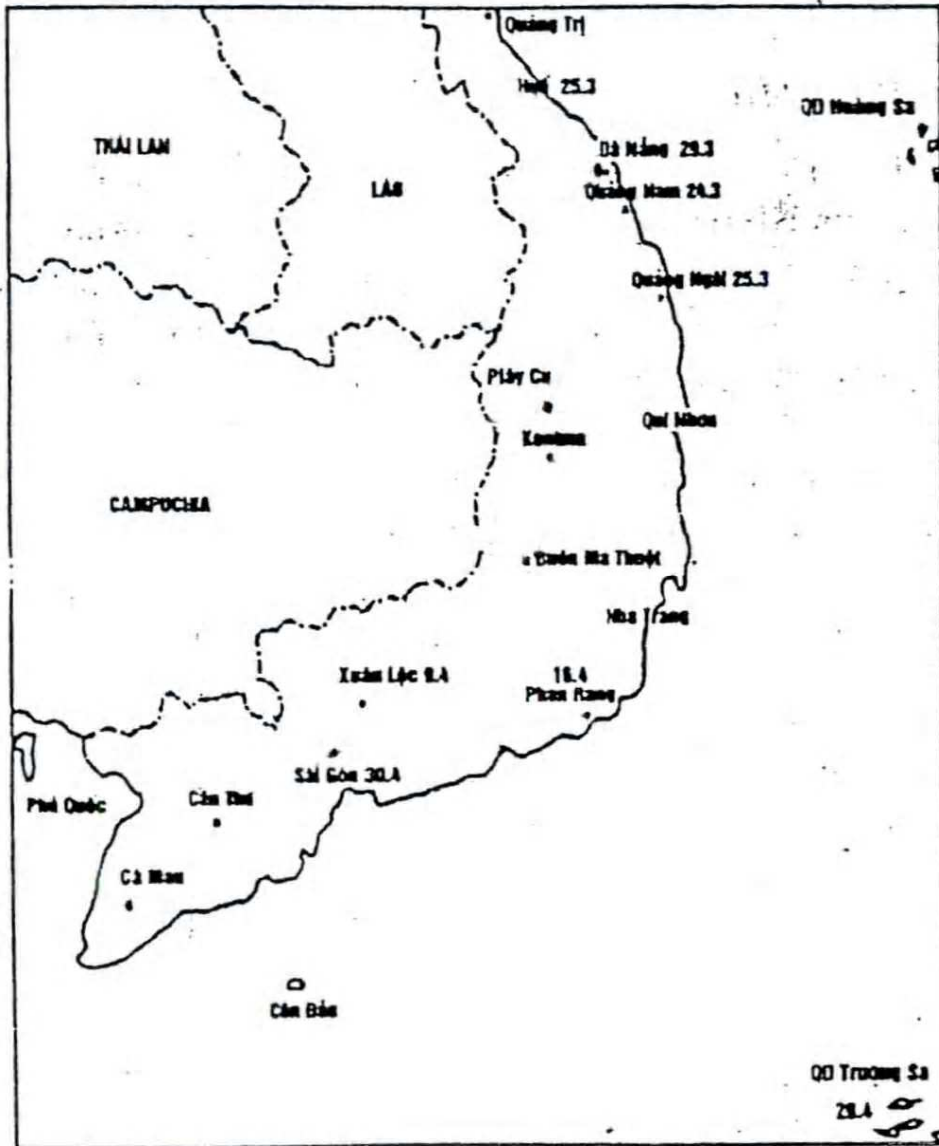 Quảng Trị
Huế 25.3
QĐ Hoàng Sa
THÁI LAN
Đà Nẵng 29.3
LÀO
Quảng Nam 24.3
Quảng Ngãi 25.3
Plây Cu
Qui Nhơn
Kontum
CAMPUCHIA
Buôn Ma Thuột
Nha Trang
Xuân Lộc 9.4
16.4
Phan Rang
Sài Gòn 30.4
Phú Quốc
Cần Thơ
Cà Mau
Côn Đảo
QĐ Trường Sa